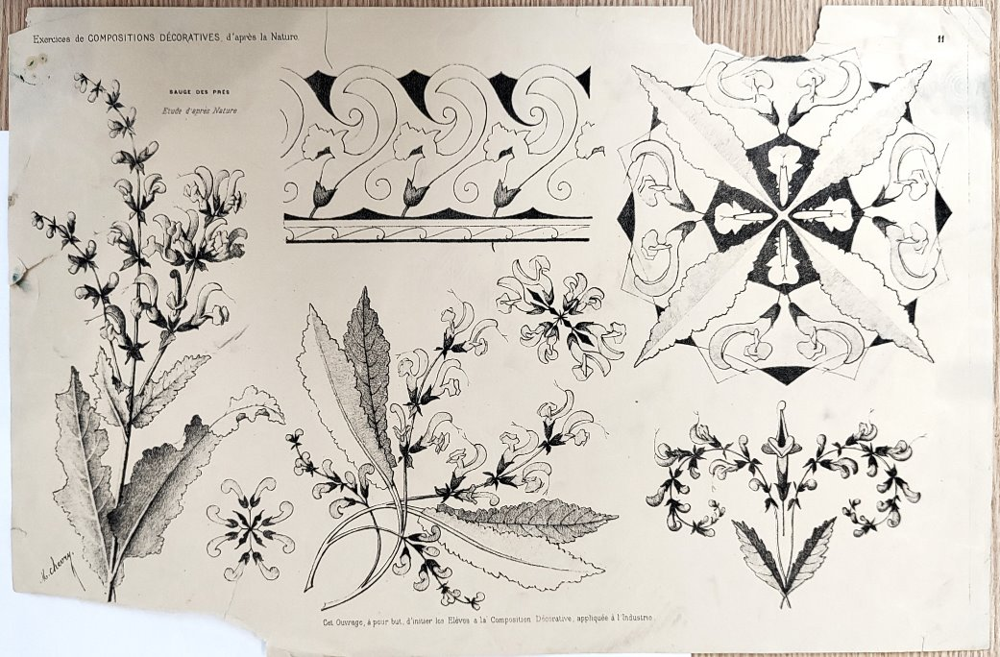 Exercices de COMPOSITIONS DÉCORATIVES, d'après la Nature.
11
SAUGE DES PRÉS
Etude d'après Nature
M. Cheury
Cet Ouvrage, à pour but, d'initier les Elèves a la Composition Décorative, appliquée à l'Industrie.